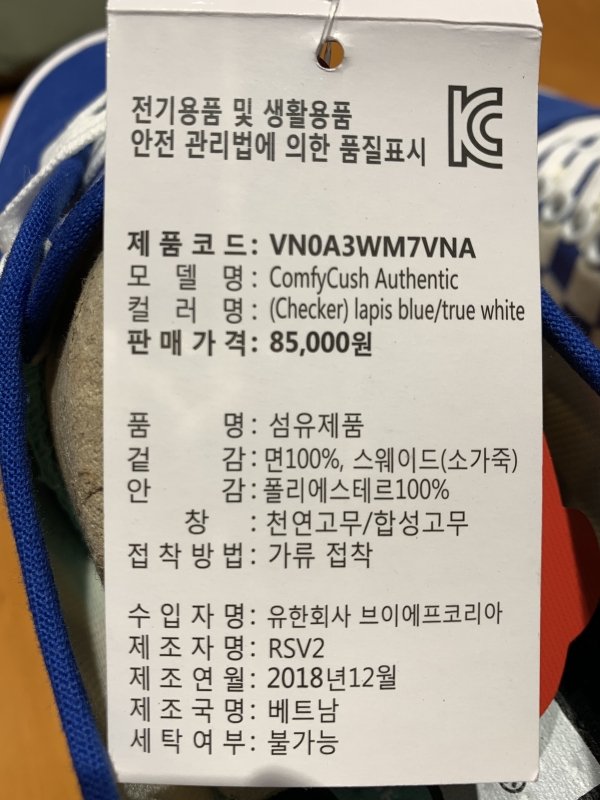 전기용품 및 생활용품
안전 관리법에 의한 품질표시
KC
제품코드: VN0A3WM7VNA
모델명: ComfyCush Authentic
컬러명: (Checker) lapis blue/true white
판매가격: 85,000원
품명: 섬유제품
겉감: 면100%, 스웨이드(소가죽)
안감: 폴리에스테르100%
창: 천연고무/합성고무
접착방법: 가류 접착
수입자명: 유한회사 브이에프코리아
제조자명: RSV2
제조연월: 2018년12월
제조국명: 베트남
세탁여부: 불가능